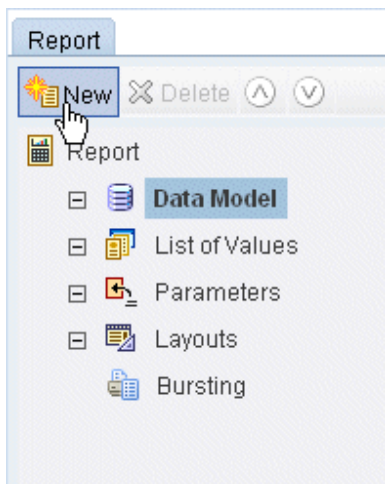 Report
New Delete
Report
Data Model
List of Values
Parameters
Layouts
Bursting